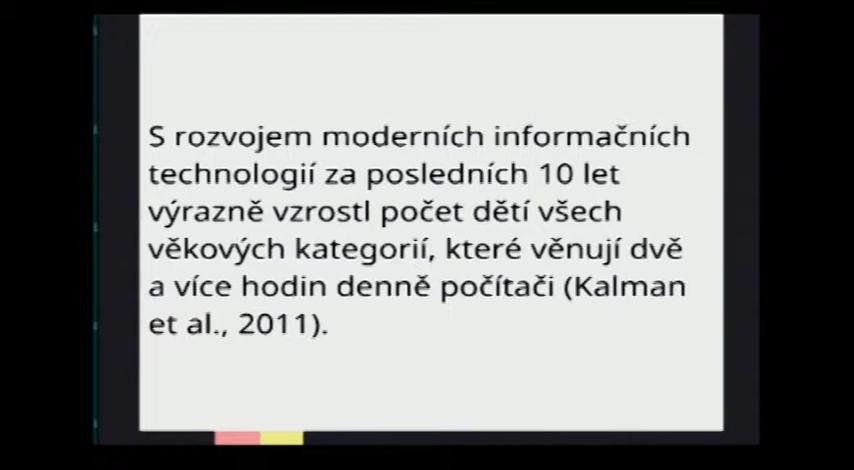 S rozvojem moderních informačních
technologií za posledních 10 let
výrazně vzrostl počet dětí všech
věkových kategorií, které věnují dvě
a více hodin denně počítači (Kalman
et al., 2011).